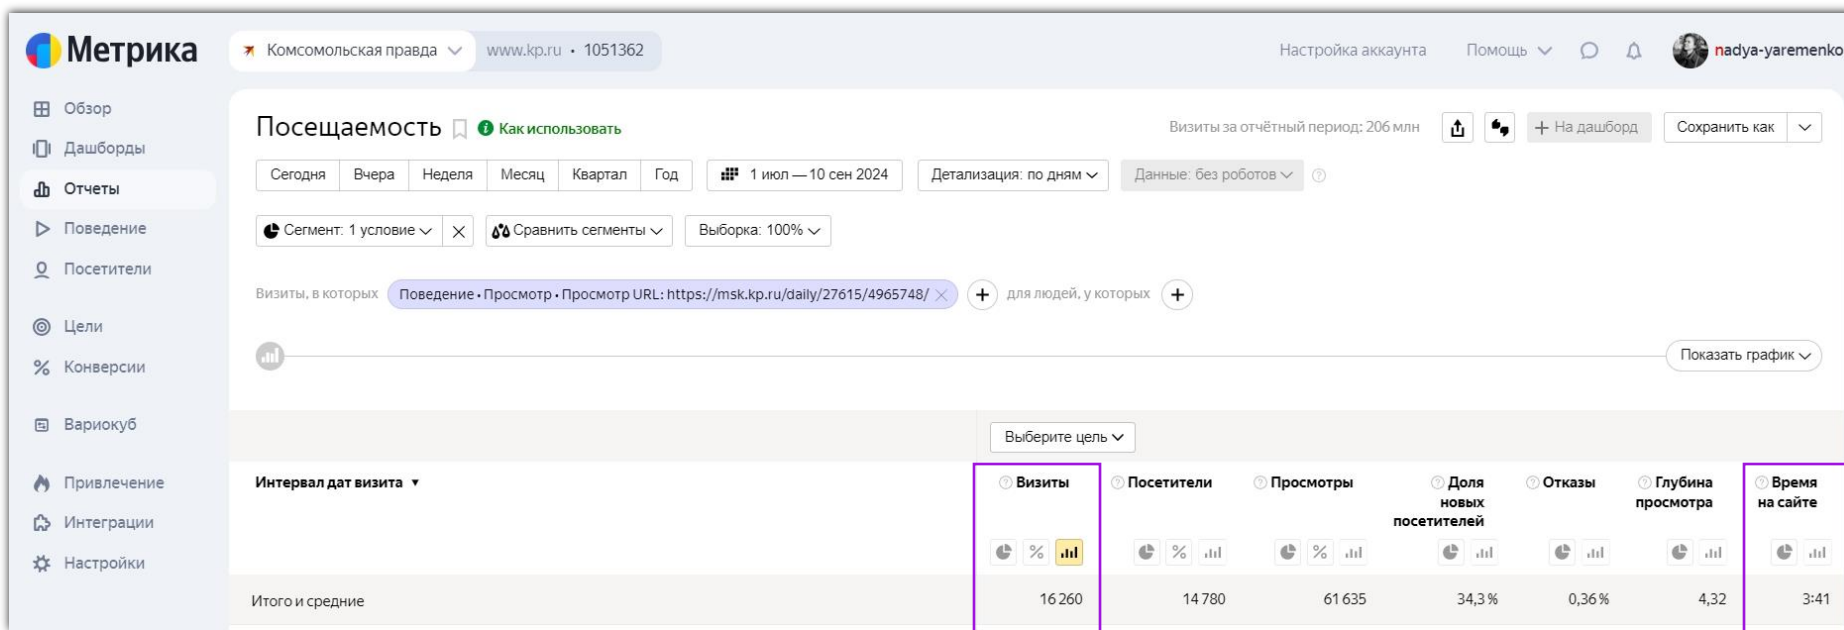 Метрика
Комсомольская правда www.kp.ru • 1051362
Настройка аккаунта Помощь nadya-yaremenko
Обзор
Дашборды
Отчеты
Поведение
Посетители
Цели
Конверсии
Вариокуб
Привлечение
Интеграции
Настройки
Посещаемость Как использовать
Визиты за отчётный период: 206 млн + На дашборд Сохранить как
Сегодня Вчера Неделя Месяц Квартал Год 1 июл — 10 сен 2024 Детализация: по дням Данные: без роботов
Сегмент: 1 условие Сравнить сегменты Выборка: 100%
Визиты, в которых Поведение • Просмотр • Просмотр URL: https://msk.kp.ru/daily/27615/4965748/ + для людей, у которых +
Показать график
Выберите цель
Интервал дат визита Визиты Посетители Просмотры Доля новых посетителей Отказы Глубина просмотра Время на сайте
% % %
Итого и средние 16 260 14 780 61 635 34,3 % 0,36 % 4,32 3:41